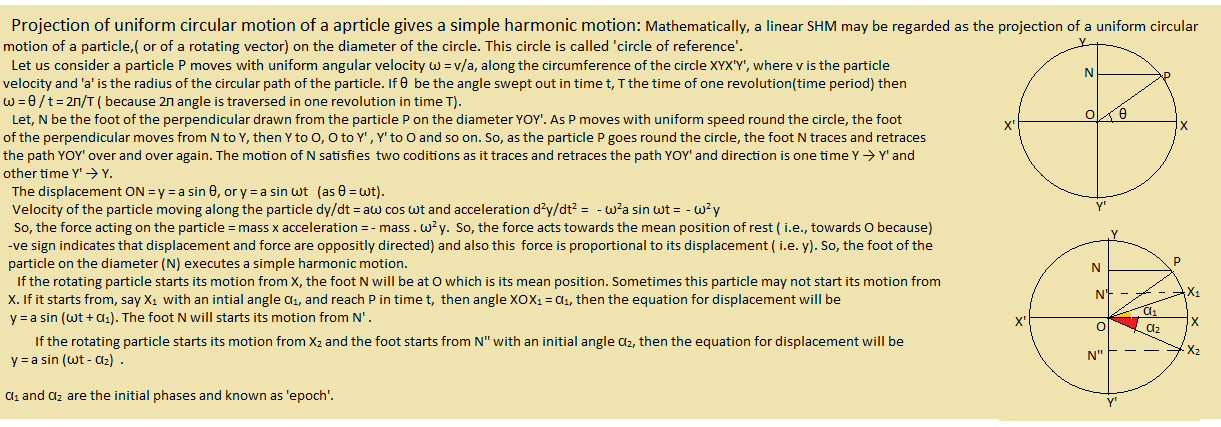 Projection of uniform circular motion of a aprticle gives a simple harmonic motion: Mathematically, a linear SHM may be regarded as the projection of a uniform circular
motion of a particle,( or of a rotating vector) on the diameter of the circle. This circle is called 'circle of reference'.
Let us consider a particle P moves with uniform angular velocity ω = v/a, along the circumference of the circle XYX'Y', where v is the particle
velocity and 'a' is the radius of the circular path of the particle. If θ be the angle swept out in time t, T the time of one revolution(time period) then
ω = θ / t = 2π/T ( because 2π angle is traversed in one revolution in time T).
Let, N be the foot of the perpendicular drawn from the particle P on the diameter YOY'. As P moves with uniform speed round the circle, the foot
of the perpendicular moves from N to Y, then Y to O, O to Y' , Y' to O and so on. So, as the particle P goes round the circle, the foot N traces and retraces
the path YOY' over and over again. The motion of N satisfies two coditions as it traces and retraces the path YOY' and direction is one time Y → Y' and
other time Y' → Y.
The displacement ON = y = a sin θ, or y = a sin ωt (as θ = ωt).
Velocity of the particle moving along the particle dy/dt = aω cos ωt and acceleration d²y/dt² = - ω²a sin ωt = - ω² y
So, the force acting on the particle = mass x acceleration = - mass . ω² y. So, the force acts towards the mean position of rest ( i.e., towards O because)
-ve sign indicates that displacement and force are oppositly directed) and also this force is proportional to its displacement ( i.e. y). So, the foot of the
particle on the diameter (N) executes a simple harmonic motion.
If the rotating particle starts its motion from X, the foot N will be at O which is its mean position. Sometimes this particle may not start its motion from
X. If it starts from, say X₁ with an intial angle α₁, and reach P in time t, then angle XOX₁ = α₁, then the equation for displacement will be
y = a sin (ωt + α₁). The foot N will starts its motion from N' .
If the rotating particle starts its motion from X₂ and the foot starts from N" with an initial angle α₂, then the equation for displacement will be
y = a sin (ωt - α₂) .
α₁ and α₂ are the initial phases and known as 'epoch'.
Y
N
P
O
θ
X'
X
Y'
Y
P
N
N'
X₁
α₁
X'
O
X
α₂
N"
X₂
Y'